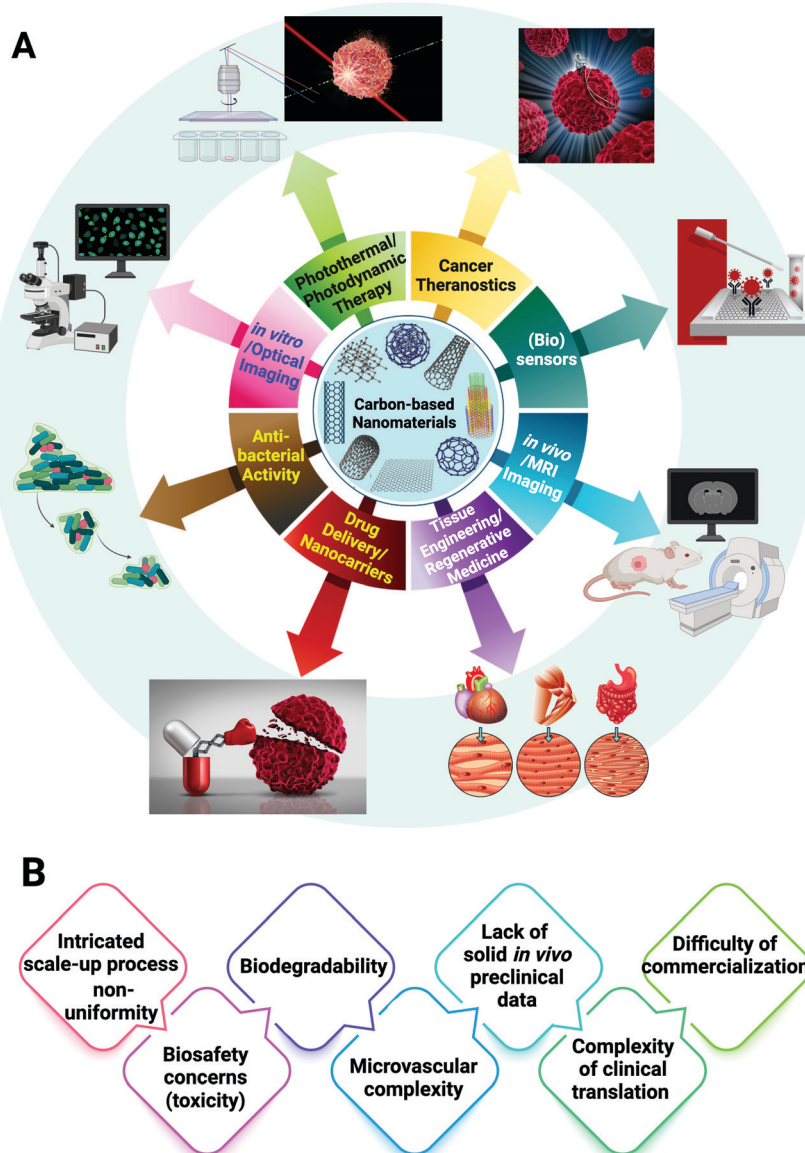 A
Photothermal/
Photodynamic
Therapy
Cancer
Theranostics
(Bio)
sensors
in vivo
/MRI
Imaging
Tissue
Engineering/
Regenerative
Medicine
Drug
Delivery/
Nanocarriers
Anti-
bacterial
Activity
in vitro
/Optical
Imaging
Carbon-based
Nanomaterials
B
Intricated
scale-up process
non-
uniformity
Biosafety
concerns
(toxicity)
Biodegradability
Microvascular
complexity
Lack of
solid in vivo
preclinical
data
Complexity
of clinical
translation
Difficulty of
commercialization